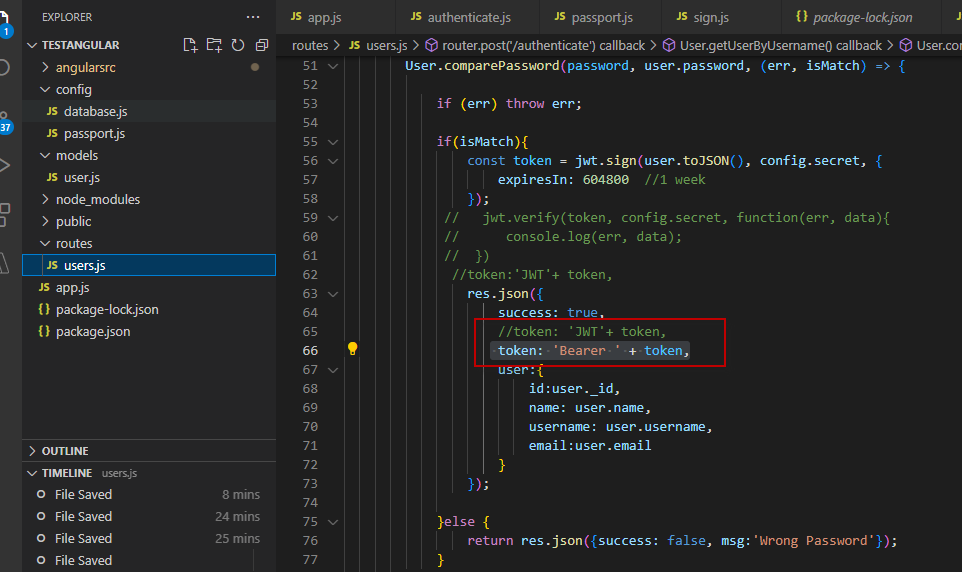 EXPLORER ...
JS app.js JS authenticate.js JS passport.js JS sign.js {} package-lock.json JS
1
TESTANGULAR
routes > JS users.js > router.post('/authenticate') callback > User.getUserByUsername() callback >
angularsrc
config
JS database.js
JS passport.js
37
models
JS user.js
node_modules
public
routes
JS users.js
JS app.js
{} package-lock.json
{} package.json
OUTLINE
TIMELINE users.js
File Saved 8 mins
File Saved 24 mins
File Saved 25 mins
File Saved
51 User.comparePassword(password, user.password, (err, isMatch) => {
52
53 if (err) throw err;
54
55 if(isMatch){
56 const token = jwt.sign(user.toJSON(), config.secret, {
57 expiresIn: 604800 //1 week
58 });
59 // jwt.verify(token, config.secret, function(err, data){
60 // console.log(err, data);
61 // })
62 //token:'JWT'+ token,
63 res.json({
64 success: true,
65 //token: 'JWT'+ token,
66 token: 'Bearer ' + token,
67 user:{
68 id:user._id,
69 name: user.name,
70 username: user.username,
71 email:user.email
72 }
73 });
74
75 }else {
76 return res.json({success: false, msg:'Wrong Password'});
77 }